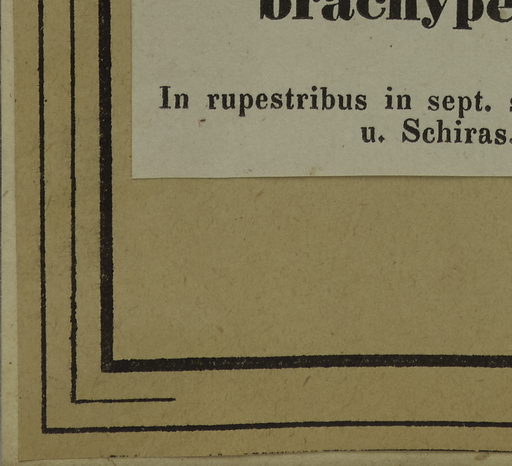 In rupestribus in sept.
u. Schiras.